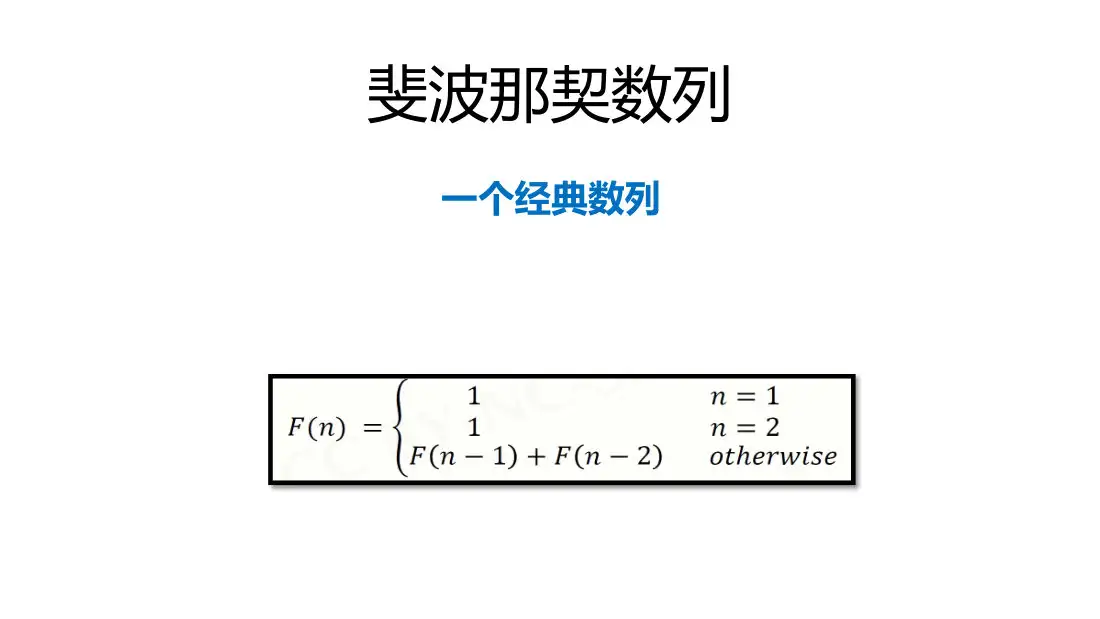 斐波那契数列
一个经典数列
1 n = 1
F(n) = { 1 n = 2
F(n − 1) + F(n − 2) otherwise